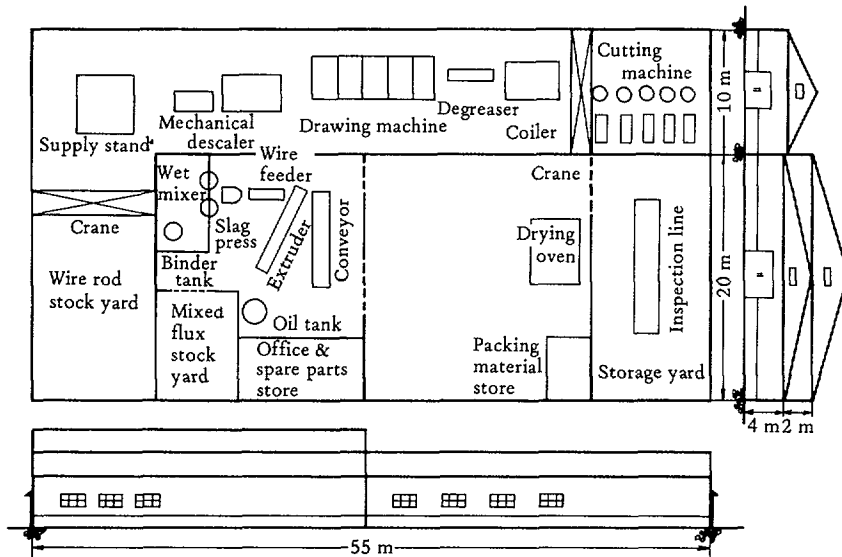 Supply stand
Mechanical
descaler
Drawing machine
Degreaser
Coiler
Cutting
machine
10 m
Wet
mixer
Wire
feeder
Slag
press
Extruder
Conveyor
Crane
Crane
Drying
oven
Inspection line
20 m
Wire rod
stock yard
Binder
tank
Mixed
flux
stock
yard
Oil tank
Office &
spare parts
store
Packing
material
store
Storage yard
4 m 2 m
55 m